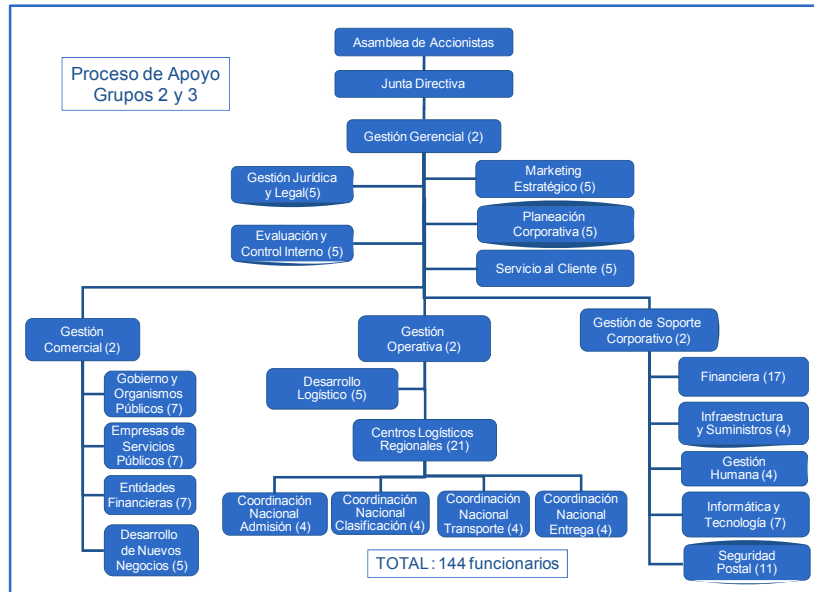 Asamblea de Accionistas
Proceso de Apoyo
Grupos 2 y 3
Junta Directiva
Gestión Gerencial (2)
Gestión Jurídica
y Legal(5)
Marketing
Estratégico (5)
Planeación
Corporativa (5)
Evaluación y
Control Interno (5)
Servicio al Cliente (5)
Gestión
Comercial (2)
Gestión
Operativa (2)
Gestión de Soporte
Corporativo (2)
Gobierno y
Organismos
Públicos (7)
Empresas de
Servicios
Públicos (7)
Entidades
Financieras (7)
Desarrollo
de Nuevos
Negocios (5)
Desarrollo
Logístico (5)
Centros Logísticos
Regionales (21)
Coordinación
Nacional
Admisión (4)
Coordinación
Nacional
Clasificación (4)
Coordinación
Nacional
Transporte (4)
Coordinación
Nacional
Entrega (4)
Financiera (17)
Infraestructura
y Suministros (4)
Gestión
Humana (4)
Informática y
Tecnología (7)
Seguridad
Postal (11)
TOTAL : 144 funcionarios